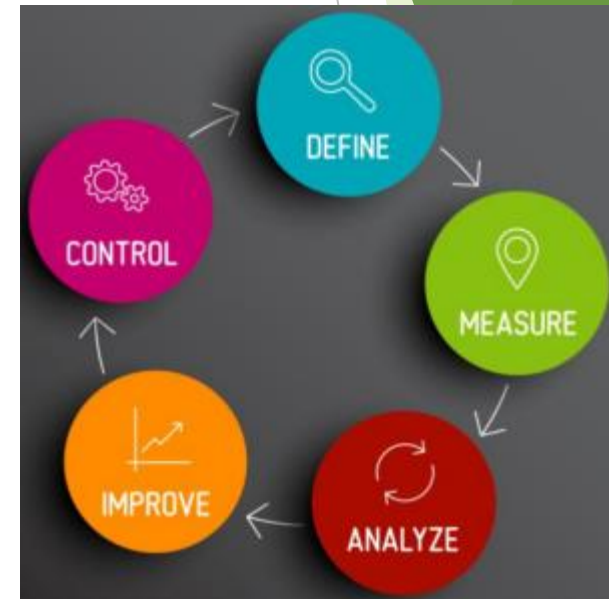 DEFINE
MEASURE
ANALYZE
IMPROVE
CONTROL